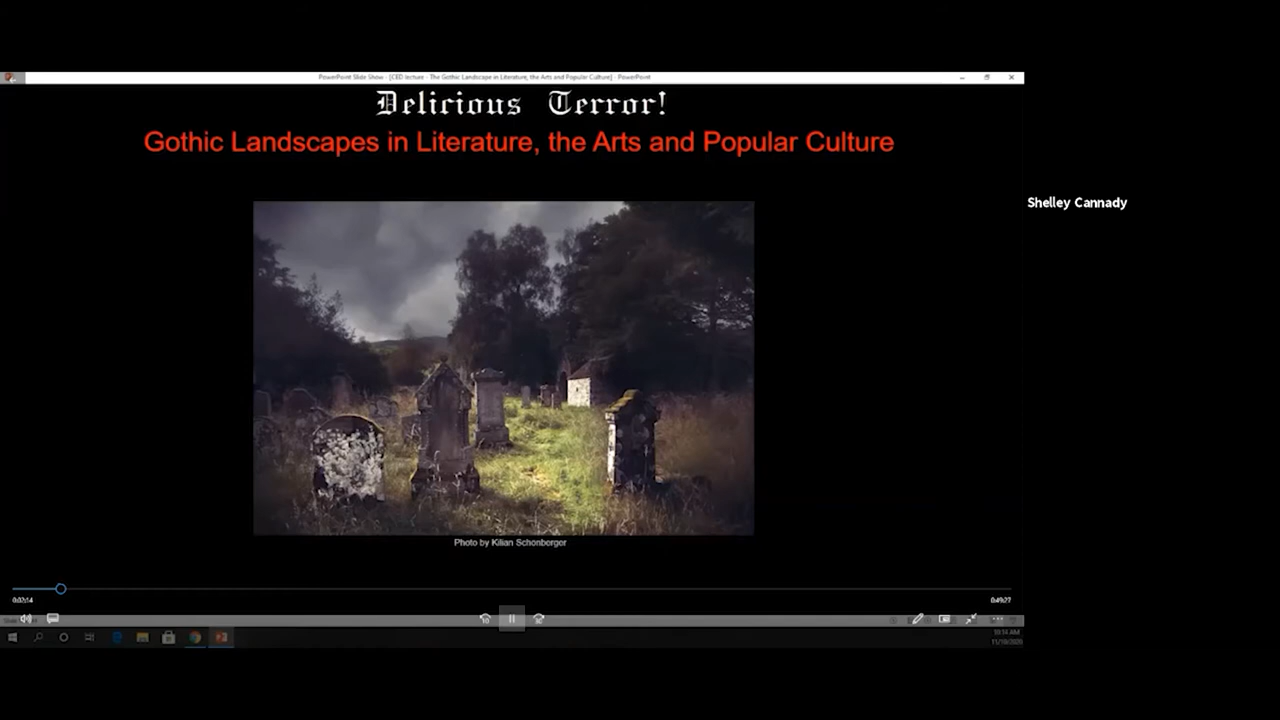 PowerPoint Slide Show - [CED lecture - The Gothic Landscape in Literature, the Arts and Popular Culture] - PowerPoint
Delicious Terror!
Gothic Landscapes in Literature, the Arts and Popular Culture
Shelley Cannady
Photo by Kilian Schonberger
0:02:14
0:49:27
10
30